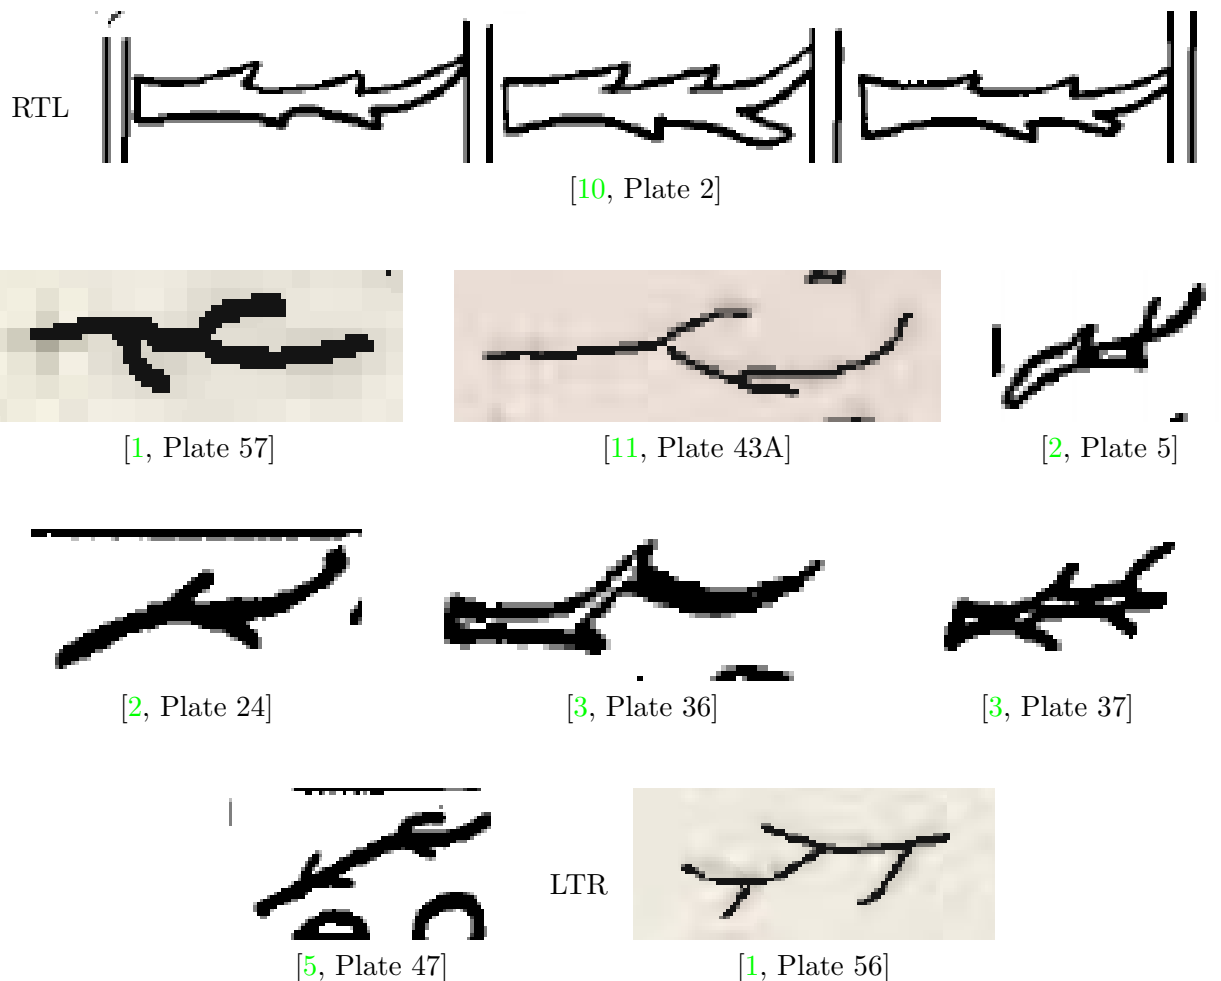 RTL
[10, Plate 2]
[1, Plate 57] [11, Plate 43A] [2, Plate 5]
[2, Plate 24] [3, Plate 36] [3, Plate 37]
LTR
[5, Plate 47] [1, Plate 56]